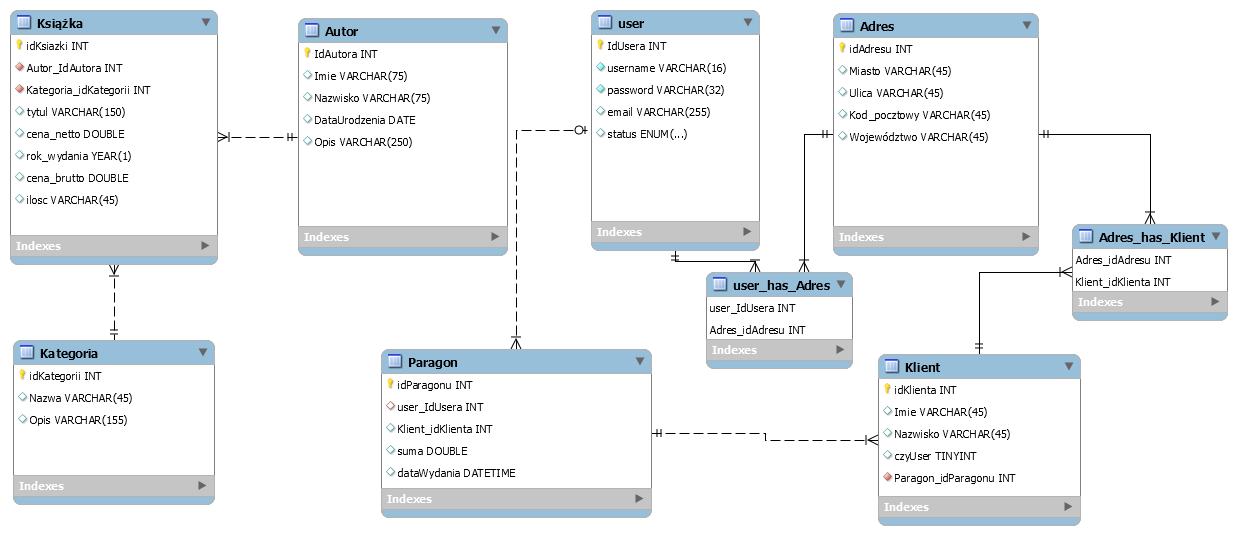 Książka
idKsiazki INT
Autor_IdAutora INT
Kategoria_idKategorii INT
tytul VARCHAR(150)
cena_netto DOUBLE
rok_wydania YEAR(1)
cena_brutto DOUBLE
ilosc VARCHAR(45)
Indexes
Autor
IdAutora INT
Imie VARCHAR(75)
Nazwisko VARCHAR(75)
DataUrodzenia DATE
Opis VARCHAR(250)
Indexes
user
IdUsera INT
username VARCHAR(16)
password VARCHAR(32)
email VARCHAR(255)
status ENUM(...)
Indexes
Adres
idAdresu INT
Miasto VARCHAR(45)
Ulica VARCHAR(45)
Kod_pocztowy VARCHAR(45)
Województwo VARCHAR(45)
Indexes
Adres_has_Klient
Adres_idAdresu INT
Klient_idKlienta INT
Indexes
user_has_Adres
user_IdUsera INT
Adres_idAdresu INT
Indexes
Kategoria
idKategorii INT
Nazwa VARCHAR(45)
Opis VARCHAR(155)
Indexes
Paragon
idParagonu INT
user_IdUsera INT
Klient_idKlienta INT
suma DOUBLE
dataWydania DATETIME
Indexes
Klient
idKlienta INT
Imie VARCHAR(45)
Nazwisko VARCHAR(45)
czyUser TINYINT
Paragon_idParagonu INT
Indexes